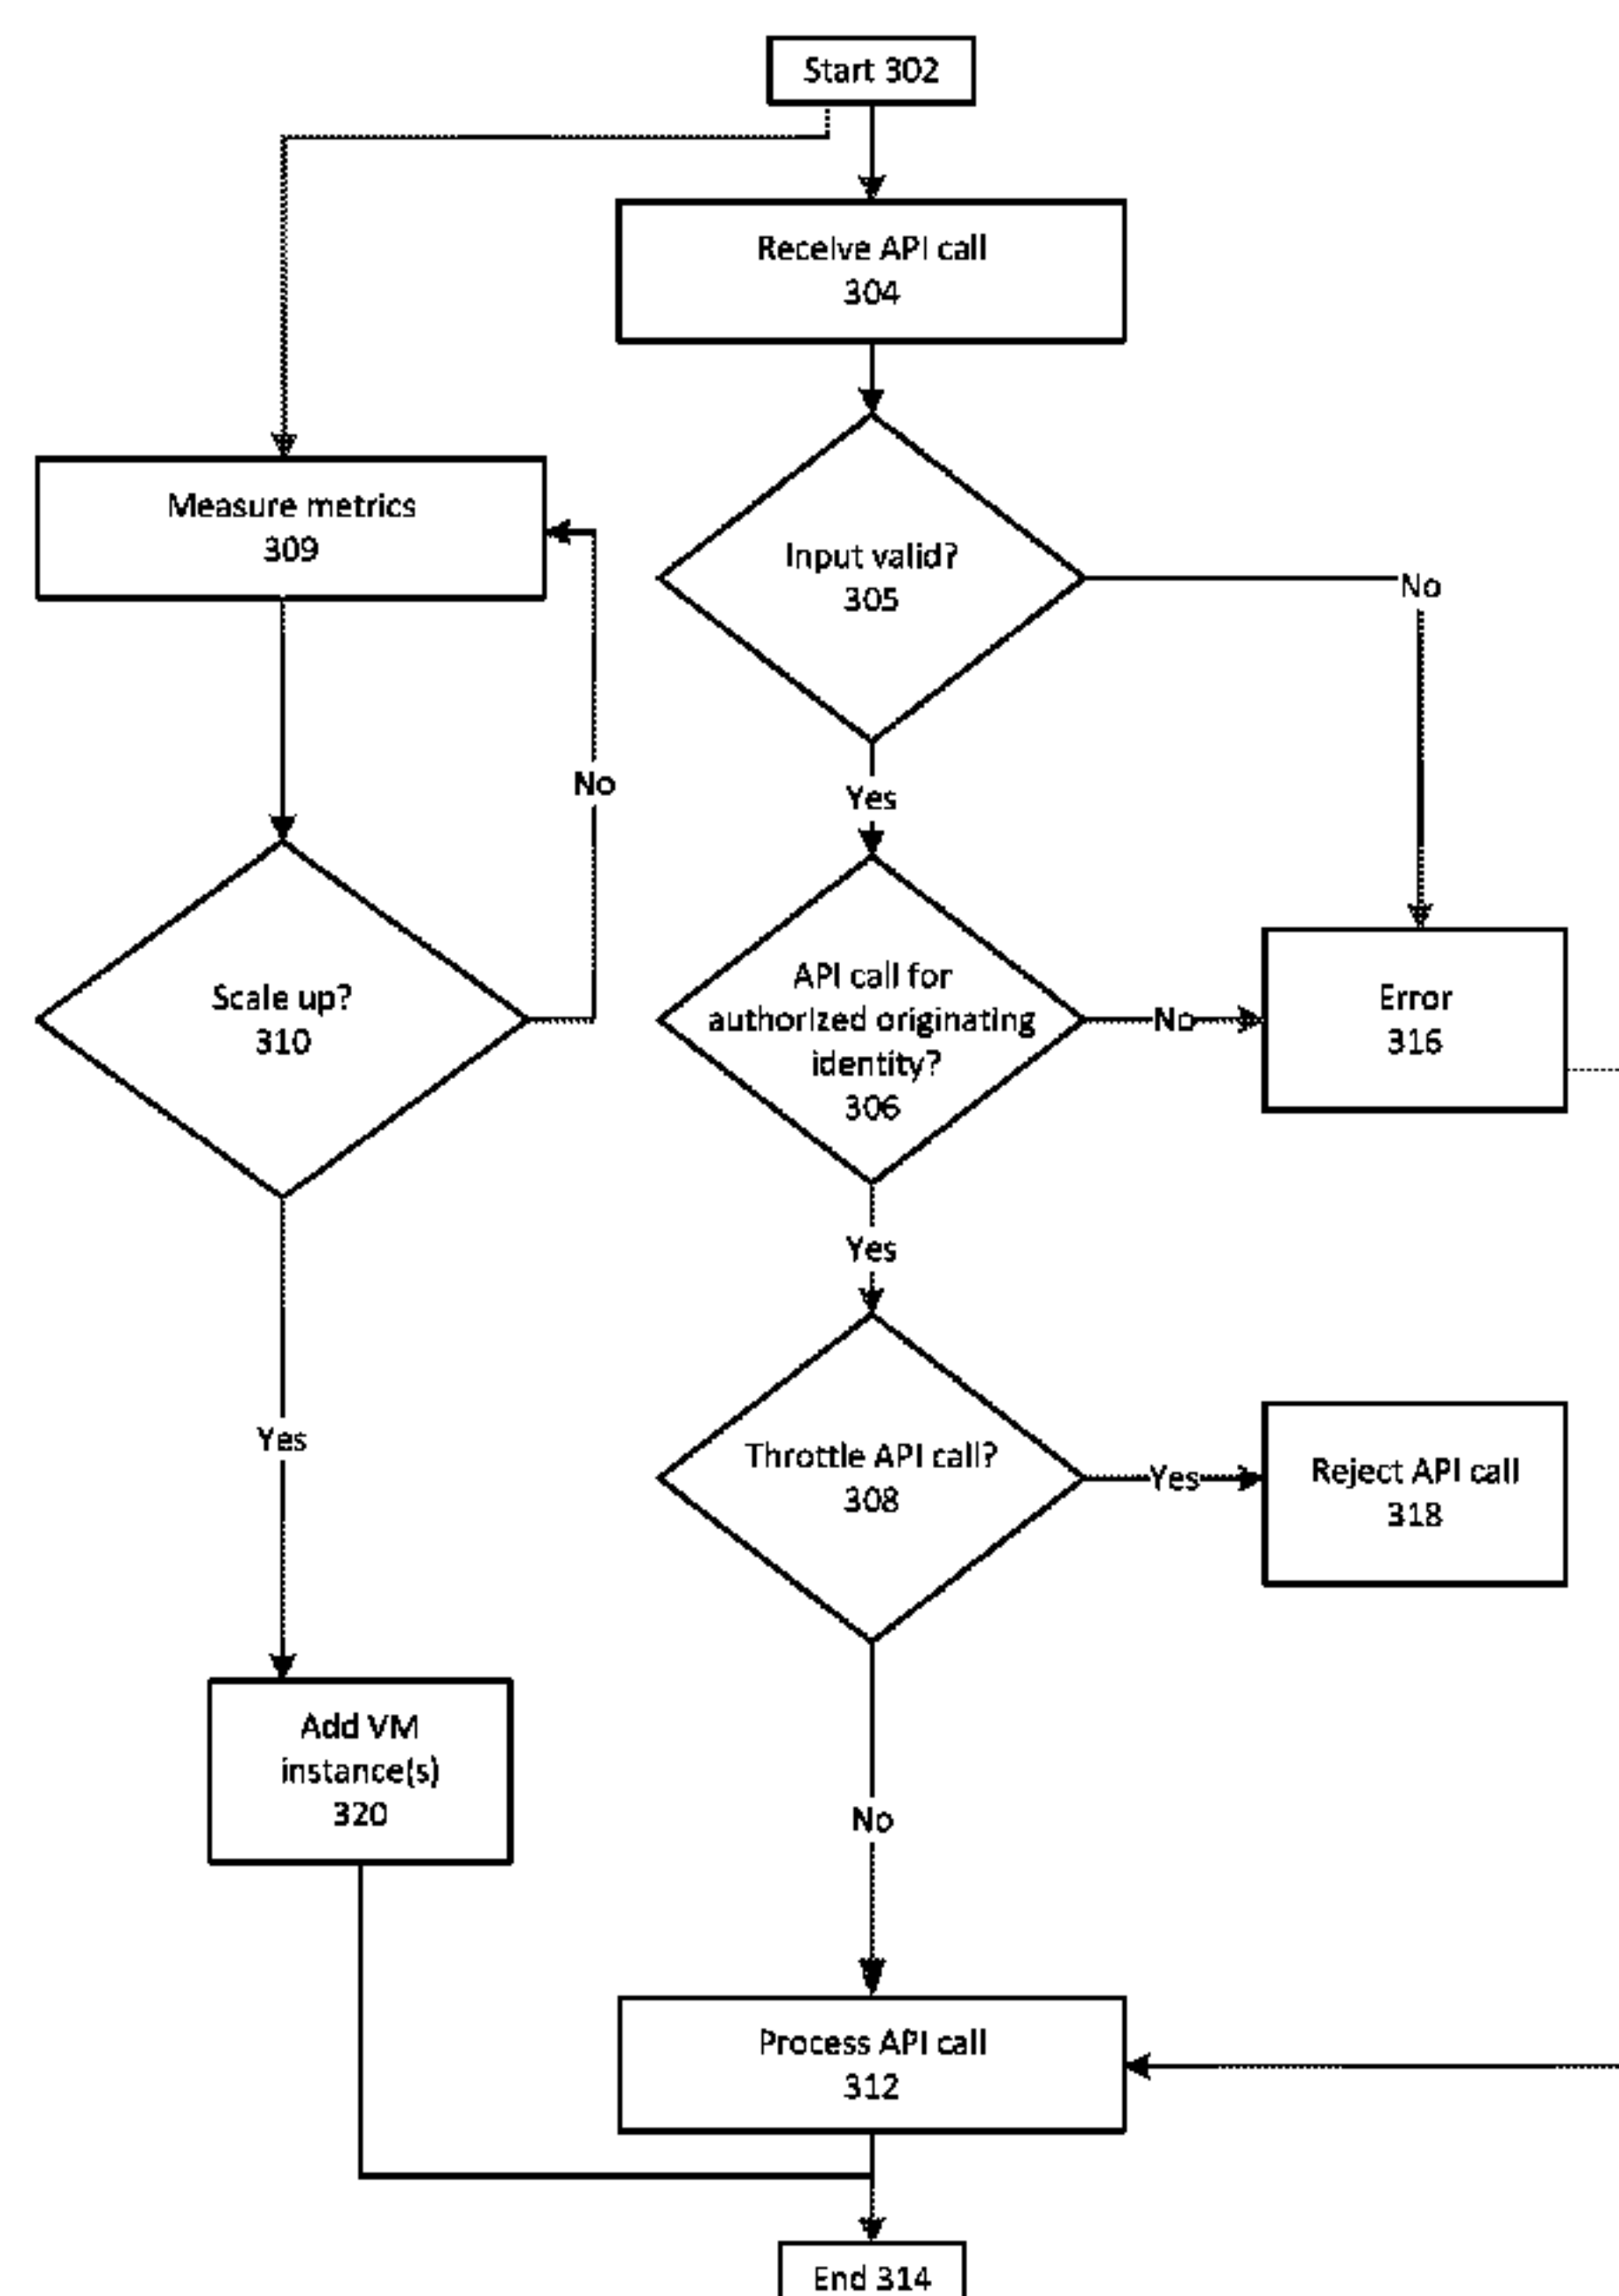 Start 302
Receive API call
304
Measure metrics
309
Input valid?
305
No
No
Yes
Scale up?
310
API call for
authorized originating
identity?
306
No
Error
316
Yes
Yes
Throttle API call?
308
Yes
Reject API call
318
Add VM
instance(s)
320
No
Process API call
312
End 314